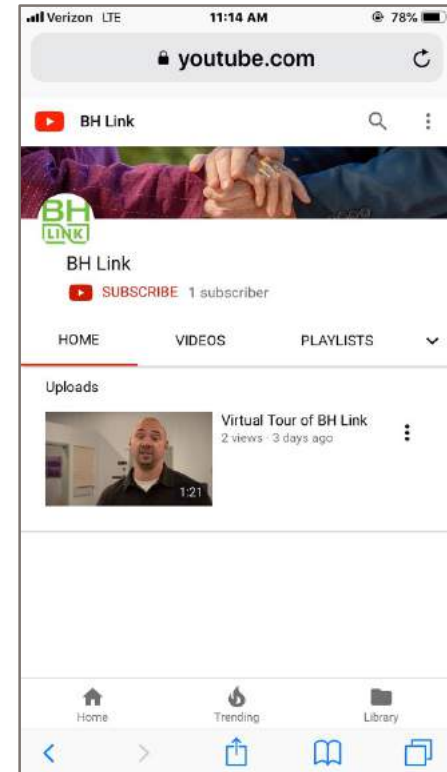 Verizon LTE 11:14 AM 78%
youtube.com
BH Link
BH
LINK
BH Link
SUBSCRIBE 1 subscriber
HOME VIDEOS PLAYLISTS
Uploads
Virtual Tour of BH Link
2 views · 3 days ago
1:21
Home Trending Library